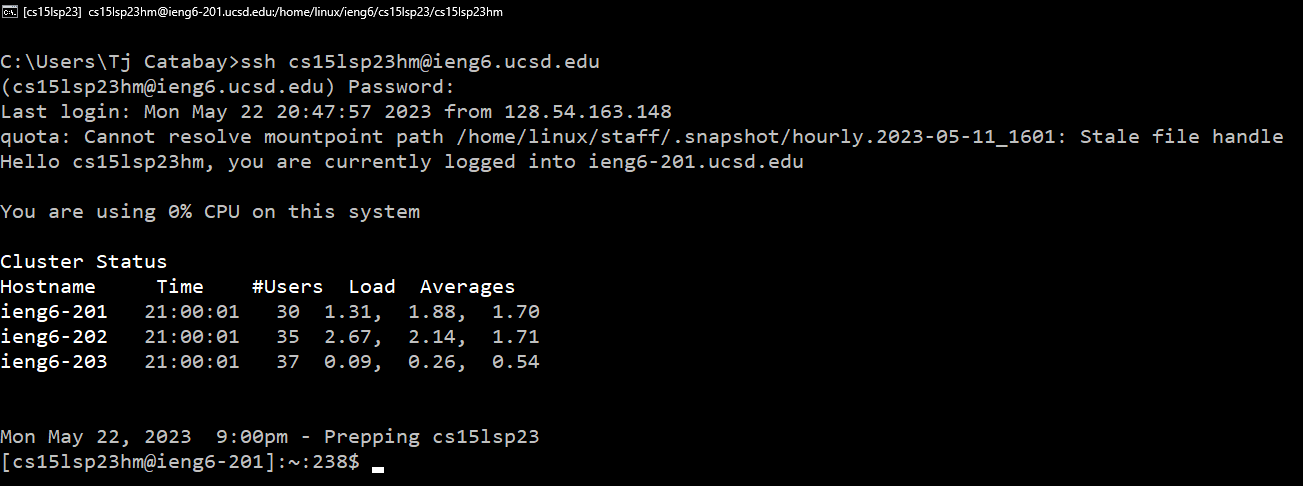 [cs15lsp23] cs15lsp23hm@ieng6-201.ucsd.edu:/home/linux/ieng6/cs15lsp23/cs15lsp23hm
C:\Users\Tj Catabay>ssh cs15lsp23hm@ieng6.ucsd.edu
(cs15lsp23hm@ieng6.ucsd.edu) Password:
Last login: Mon May 22 20:47:57 2023 from 128.54.163.148
quota: Cannot resolve mountpoint path /home/linux/staff/.snapshot/hourly.2023-05-11_1601: Stale file handle
Hello cs15lsp23hm, you are currently logged into ieng6-201.ucsd.edu
You are using 0% CPU on this system
Cluster Status
Hostname     Time    #Users  Load  Averages
ieng6-201   21:00:01   30  1.31,  1.88,  1.70
ieng6-202   21:00:01   35  2.67,  2.14,  1.71
ieng6-203   21:00:01   37  0.09,  0.26,  0.54
Mon May 22, 2023  9:00pm - Prepping cs15lsp23
[cs15lsp23hm@ieng6-201]:~:238$